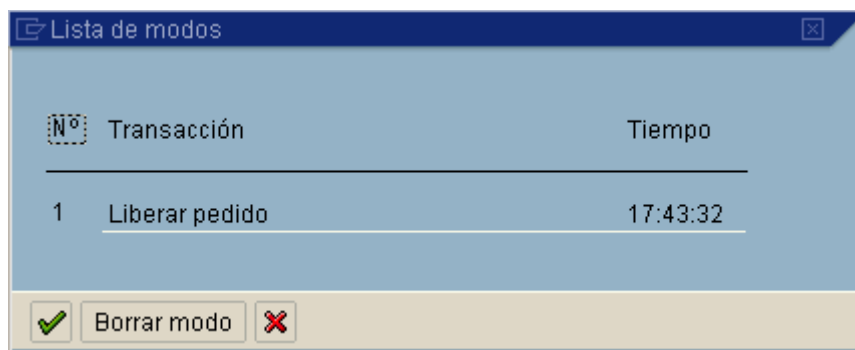 Lista de modos
Nº Transacción Tiempo
1 Liberar pedido 17:43:32
Borrar modo